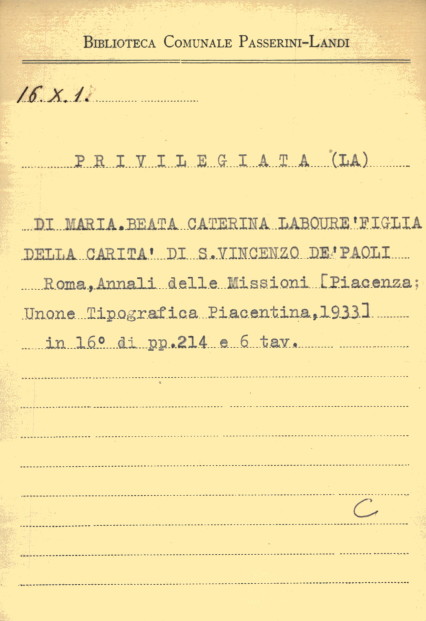 BIBLIOTECA COMUNALE PASSERINI-LANDI
16.X.1.
PRIVILEGIATA (LA)
DI MARIA.BEATA CATERINA LABOURE'FIGLIA
DELLA CARITA' DI S.VINCENZO DE'PAOLI
Roma,Annali delle Missioni [Piacenza;
Unone Tipografica Piacentina,1933]
in 16° di pp.214 e 6 tav.
C